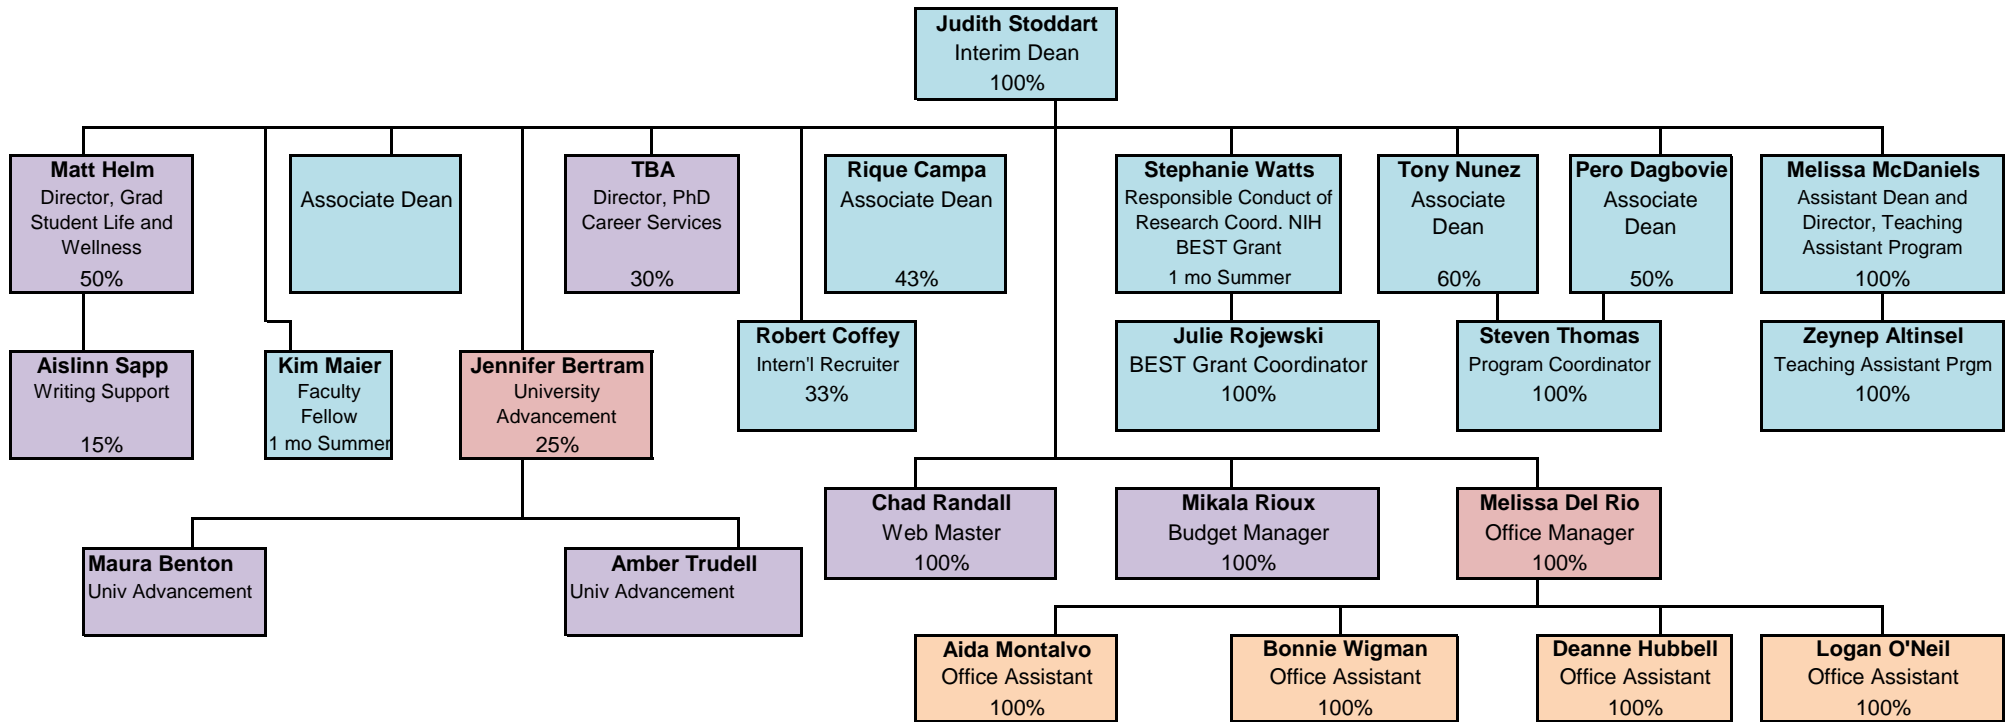 Judith Stoddart
Interim Dean
100%
Matt Helm
Director, Grad
Student Life and
Wellness
50%
Associate Dean
TBA
Director, PhD
Career Services
30%
Rique Campa
Associate Dean
43%
Stephanie Watts
Responsible Conduct of
Research Coord. NIH
BEST Grant
1 mo Summer
Tony Nunez
Associate
Dean
60%
Pero Dagbovie
Associate
Dean
50%
Melissa McDaniels
Assistant Dean and
Director, Teaching
Assistant Program
100%
Aislinn Sapp
Writing Support
15%
Kim Maier
Faculty
Fellow
1 mo Summer
Jennifer Bertram
University
Advancement
25%
Robert Coffey
Intern'l Recruiter
33%
Julie Rojewski
BEST Grant Coordinator
100%
Steven Thomas
Program Coordinator
100%
Zeynep Altinsel
Teaching Assistant Prgm
100%
Chad Randall
Web Master
100%
Mikala Rioux
Budget Manager
100%
Melissa Del Rio
Office Manager
100%
Maura Benton
Univ Advancement
Amber Trudell
Univ Advancement
Aida Montalvo
Office Assistant
100%
Bonnie Wigman
Office Assistant
100%
Deanne Hubbell
Office Assistant
100%
Logan O'Neil
Office Assistant
100%